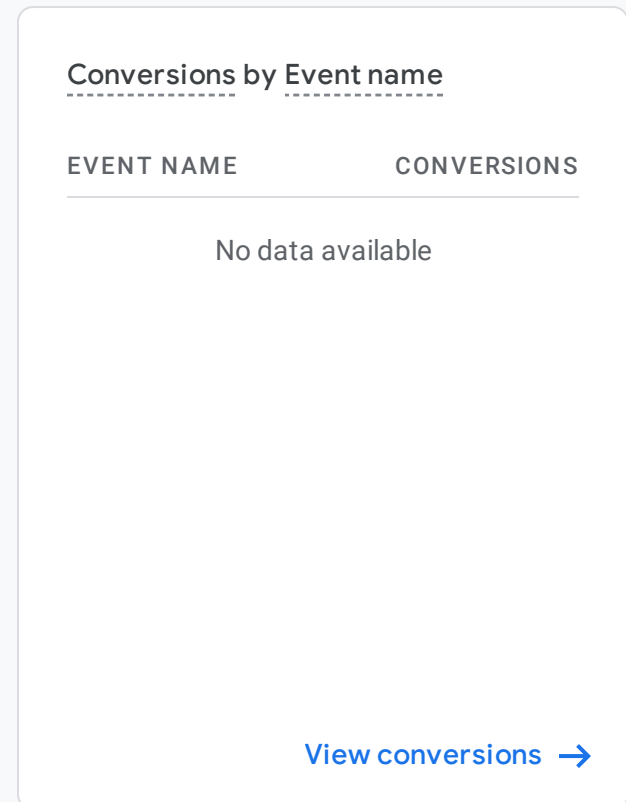 Conversions by Event name
EVENT NAME CONVERSIONS
No data available
View conversions →